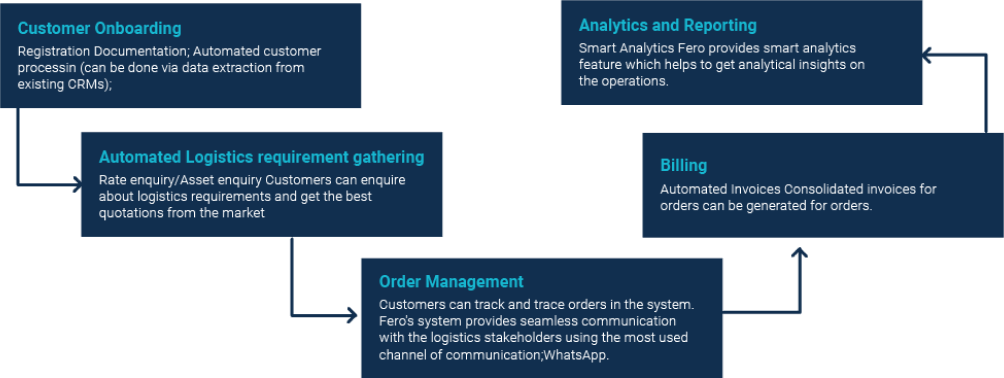 Customer Onboarding
Registration Documentation; Automated customer
processin (can be done via data extraction from
existing CRMs);
Automated Logistics requirement gathering
Rate enquiry/Asset enquiry Customers can enquire
about logistics requirements and get the best
quotations from the market
Order Management
Customers can track and trace orders in the system.
Fero's system provides seamless communication
with the logistics stakeholders using the most used
channel of communication;WhatsApp.
Billing
Automated Invoices Consolidated invoices for
orders can be generated for orders.
Analytics and Reporting
Smart Analytics Fero provides smart analytics
feature which helps to get analytical insights on
the operations.